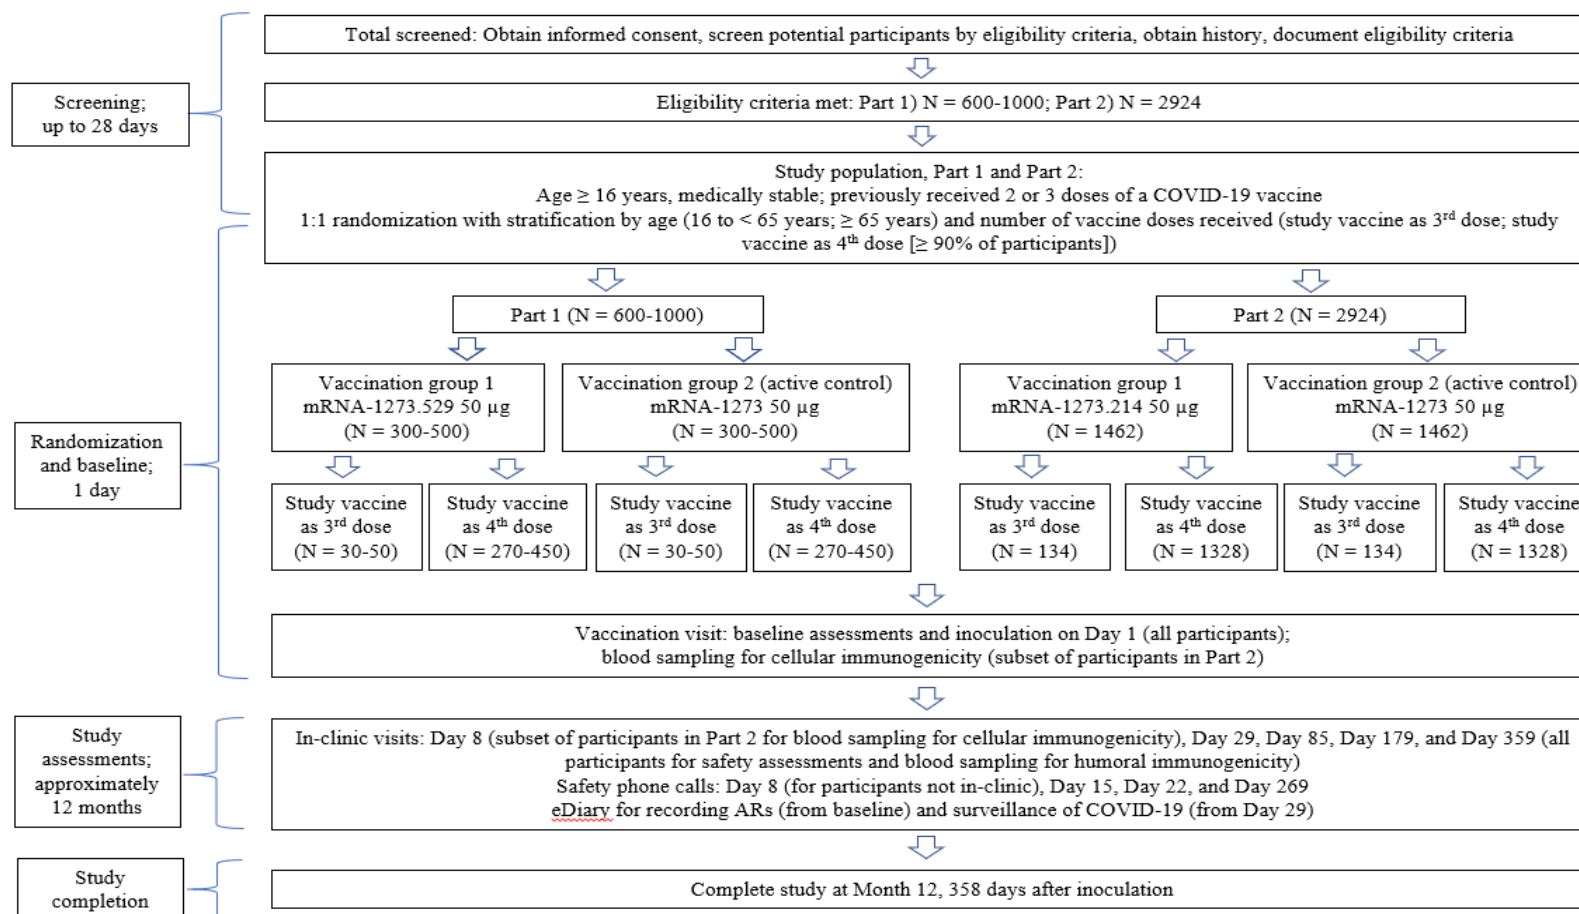 Total screened: Obtain informed consent, screen potential participants by eligibility criteria, obtain history, document eligibility criteria
Screening;
up to 28 days
Eligibility criteria met: Part 1) N = 600-1000; Part 2) N = 2924
Study population, Part 1 and Part 2:
Age ≥ 16 years, medically stable; previously received 2 or 3 doses of a COVID-19 vaccine
1:1 randomization with stratification by age (16 to < 65 years; ≥ 65 years) and number of vaccine doses received (study vaccine as 3rd dose; study
vaccine as 4th dose [≥ 90% of participants])
Randomization
and baseline;
1 day
Part 1 (N = 600-1000)
Part 2 (N = 2924)
Vaccination group 1
mRNA-1273.529 50 µg
(N = 300-500)
Vaccination group 2 (active control)
mRNA-1273 50 µg
(N = 300-500)
Vaccination group 1
mRNA-1273.214 50 µg
(N = 1462)
Vaccination group 2 (active control)
mRNA-1273 50 µg
(N = 1462)
Study vaccine
as 3rd dose
(N = 30-50)
Study vaccine
as 4th dose
(N = 270-450)
Study vaccine
as 3rd dose
(N = 30-50)
Study vaccine
as 4th dose
(N = 270-450)
Study vaccine
as 3rd dose
(N = 134)
Study vaccine
as 4th dose
(N = 1328)
Study vaccine
as 3rd dose
(N = 134)
Study vaccine
as 4th dose
(N = 1328)
Vaccination visit: baseline assessments and inoculation on Day 1 (all participants);
blood sampling for cellular immunogenicity (subset of participants in Part 2)
Study
assessments;
approximately
12 months
In-clinic visits: Day 8 (subset of participants in Part 2 for blood sampling for cellular immunogenicity), Day 29, Day 85, Day 179, and Day 359 (all
participants for safety assessments and blood sampling for humoral immunogenicity)
Safety phone calls: Day 8 (for participants not in-clinic), Day 15, Day 22, and Day 269
eDiary for recording ARs (from baseline) and surveillance of COVID-19 (from Day 29)
Study
completion
Complete study at Month 12, 358 days after inoculation